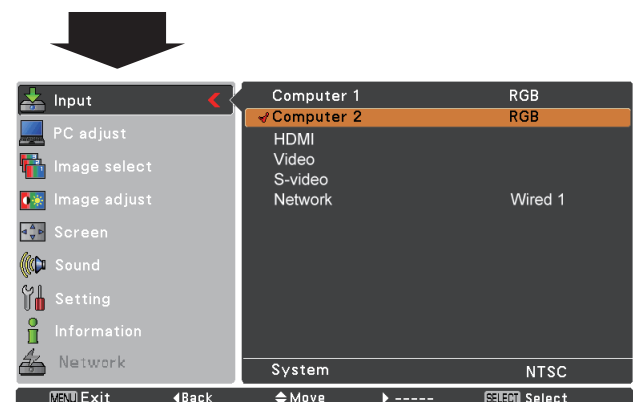 Input
PC adjust
Image select
Image adjust
Screen
Sound
Setting
Information
Network
Computer 1 RGB
Computer 2 RGB
HDMI
Video
S-video
Network Wired 1
System NTSC
MENU Exit Back Move ----- SELECT Select